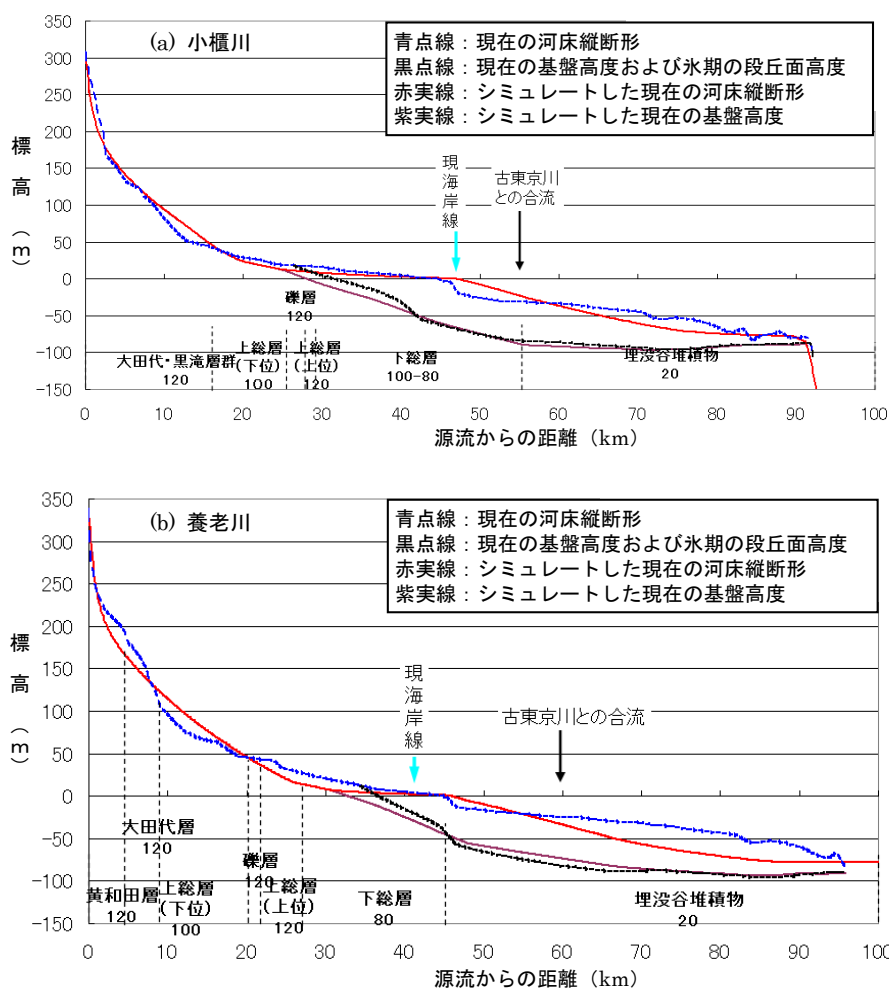 (a) 小櫃川
青点線：現在の河床縦断形
黒点線：現在の基盤高度および氷期の段丘面高度
赤実線：シミュレートした現在の河床縦断形
紫実線：シミュレートした現在の基盤高度
350
300
250
200
150
100
50
0
-50
-100
-150
標高（m）
現海岸線
古東京川
との合流
礫層
120
大田代・黒滝層群
120
上総層
(下位)
100
上総層
(上位)
120
下総層
100-80
埋没谷堆積物
20
0 10 20 30 40 50 60 70 80 90 100
源流からの距離（km）
(b) 養老川
青点線：現在の河床縦断形
黒点線：現在の基盤高度および氷期の段丘面高度
赤実線：シミュレートした現在の河床縦断形
紫実線：シミュレートした現在の基盤高度
350
300
250
200
150
100
50
0
-50
-100
-150
標高（m）
現海岸線
古東京川との合流
大田代層
120
黄和田層
120
上総層
(下位)
100
礫層
120
上総層
(上位)
120
下総層
80
埋没谷堆積物
20
0 10 20 30 40 50 60 70 80 90 100
源流からの距離（km）